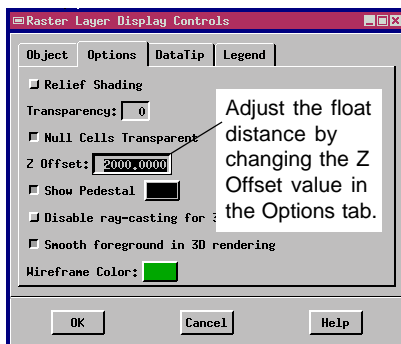 Raster Layer Display Controls
Object Options DataTip Legend
Relief Shading
Transparency: 0
Null Cells Transparent
Z Offset: 2000.0000
Show Pedestal
Disable ray-casting for
Smooth foreground in 3D rendering
Wireframe Color:
Adjust the float
distance by
changing the Z
Offset value in
the Options tab.
OK Cancel Help